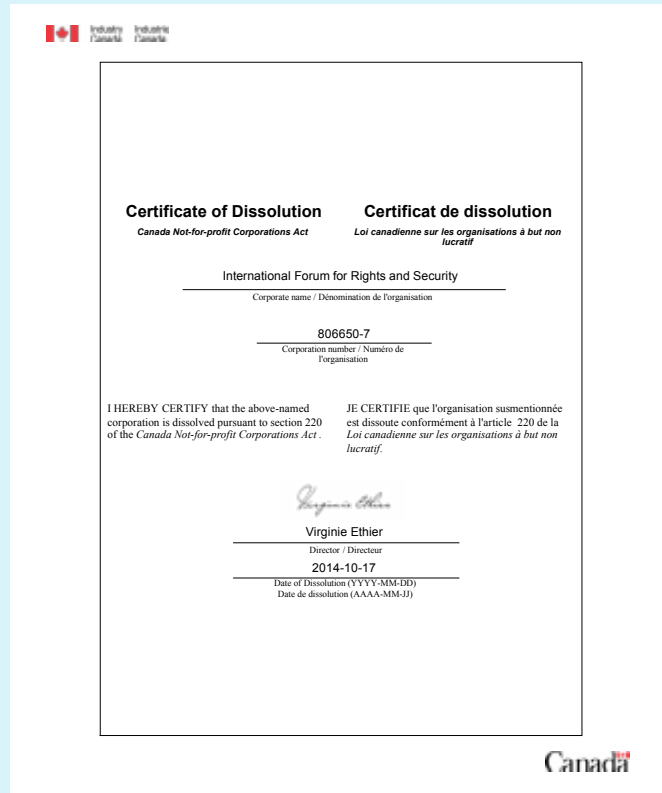 Industry Industrie
Canada Canada
Certificate of Dissolution
Canada Not-for-profit Corporations Act
Certificat de dissolution
Loi canadienne sur les organisations à but non
lucratif
International Forum for Rights and Security
Corporate name / Dénomination de l'organisation
806650-7
Corporation number / Numéro de
l'organisation
I HEREBY CERTIFY that the above-named
corporation is dissolved pursuant to section 220
of the Canada Not-for-profit Corporations Act .
JE CERTIFIE que l'organisation susmentionnée
est dissoute conformément à l'article 220 de la
Loi canadienne sur les organisations à but non
lucratif.
Virginie Ethier
Virginie Ethier
Director / Directeur
2014-10-17
Date of Dissolution (YYYY-MM-DD)
Date de dissolution (AAAA-MM-JJ)
Canada